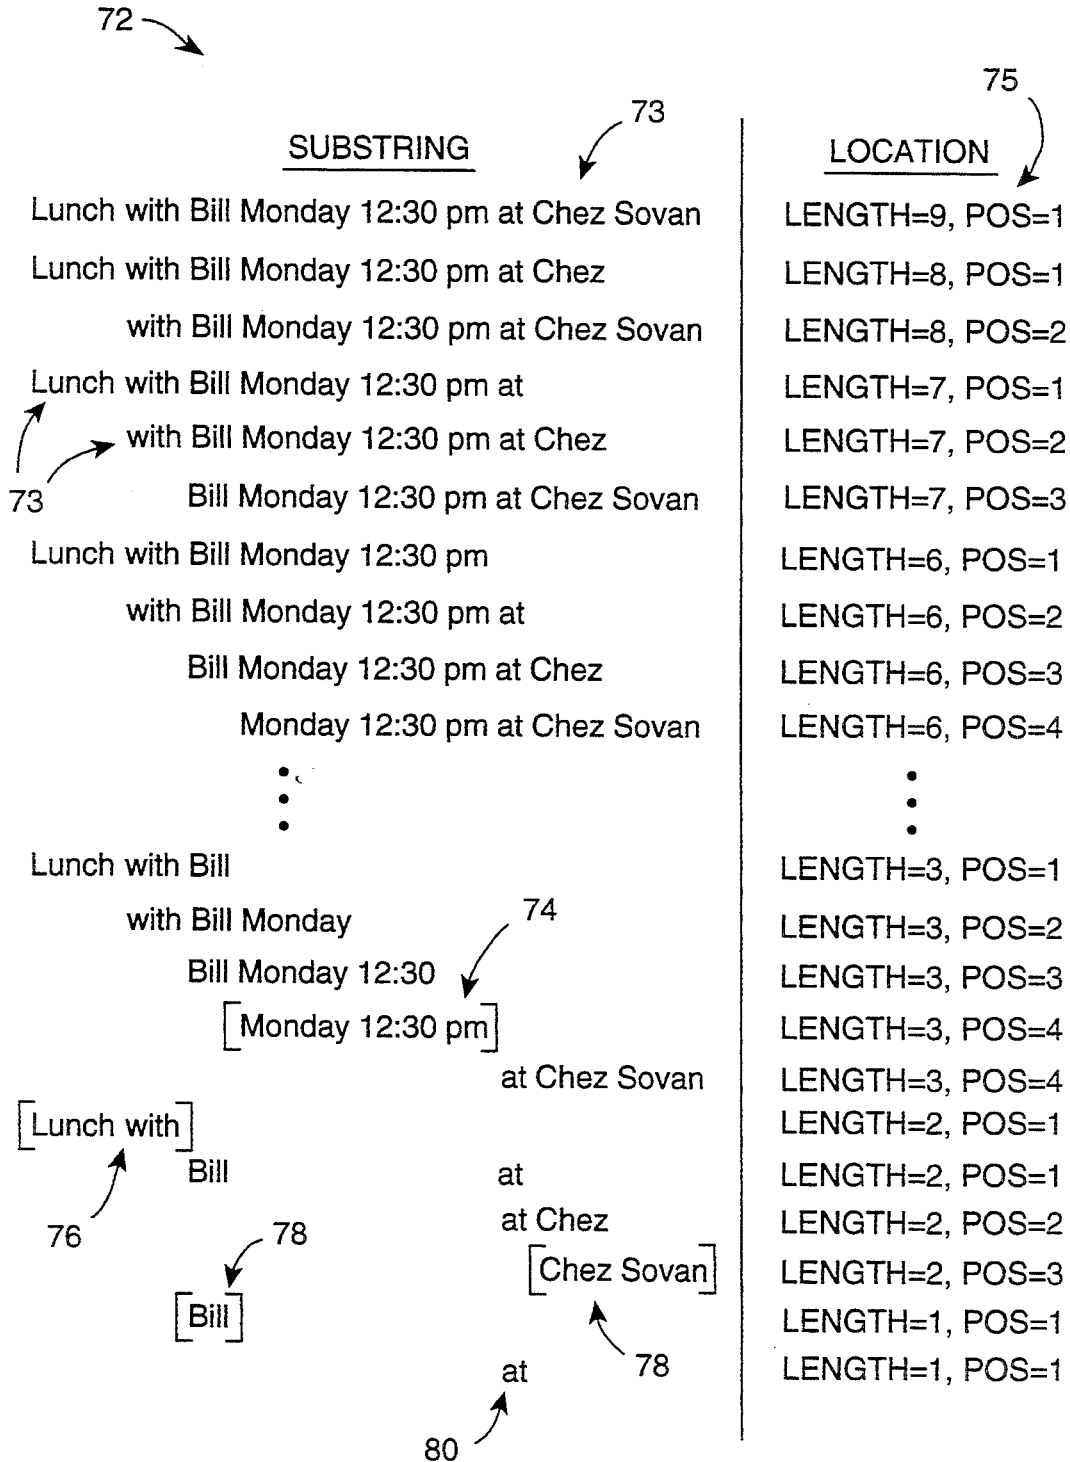 72
75
73
SUBSTRING LOCATION
Lunch with Bill Monday 12:30 pm at Chez Sovan LENGTH=9, POS=1
Lunch with Bill Monday 12:30 pm at Chez LENGTH=8, POS=1
with Bill Monday 12:30 pm at Chez Sovan LENGTH=8, POS=2
Lunch with Bill Monday 12:30 pm at LENGTH=7, POS=1
with Bill Monday 12:30 pm at Chez LENGTH=7, POS=2
73
Bill Monday 12:30 pm at Chez Sovan LENGTH=7, POS=3
Lunch with Bill Monday 12:30 pm LENGTH=6, POS=1
with Bill Monday 12:30 pm at LENGTH=6, POS=2
Bill Monday 12:30 pm at Chez LENGTH=6, POS=3
Monday 12:30 pm at Chez Sovan LENGTH=6, POS=4
Lunch with Bill LENGTH=3, POS=1
74
with Bill Monday LENGTH=3, POS=2
Bill Monday 12:30 LENGTH=3, POS=3
[Monday 12:30 pm] LENGTH=3, POS=4
at Chez Sovan LENGTH=3, POS=4
[Lunch with] LENGTH=2, POS=1
Bill at LENGTH=2, POS=1
at Chez LENGTH=2, POS=2
76 78
[Chez Sovan] LENGTH=2, POS=3
[Bill] LENGTH=1, POS=1
78
at LENGTH=1, POS=1
80